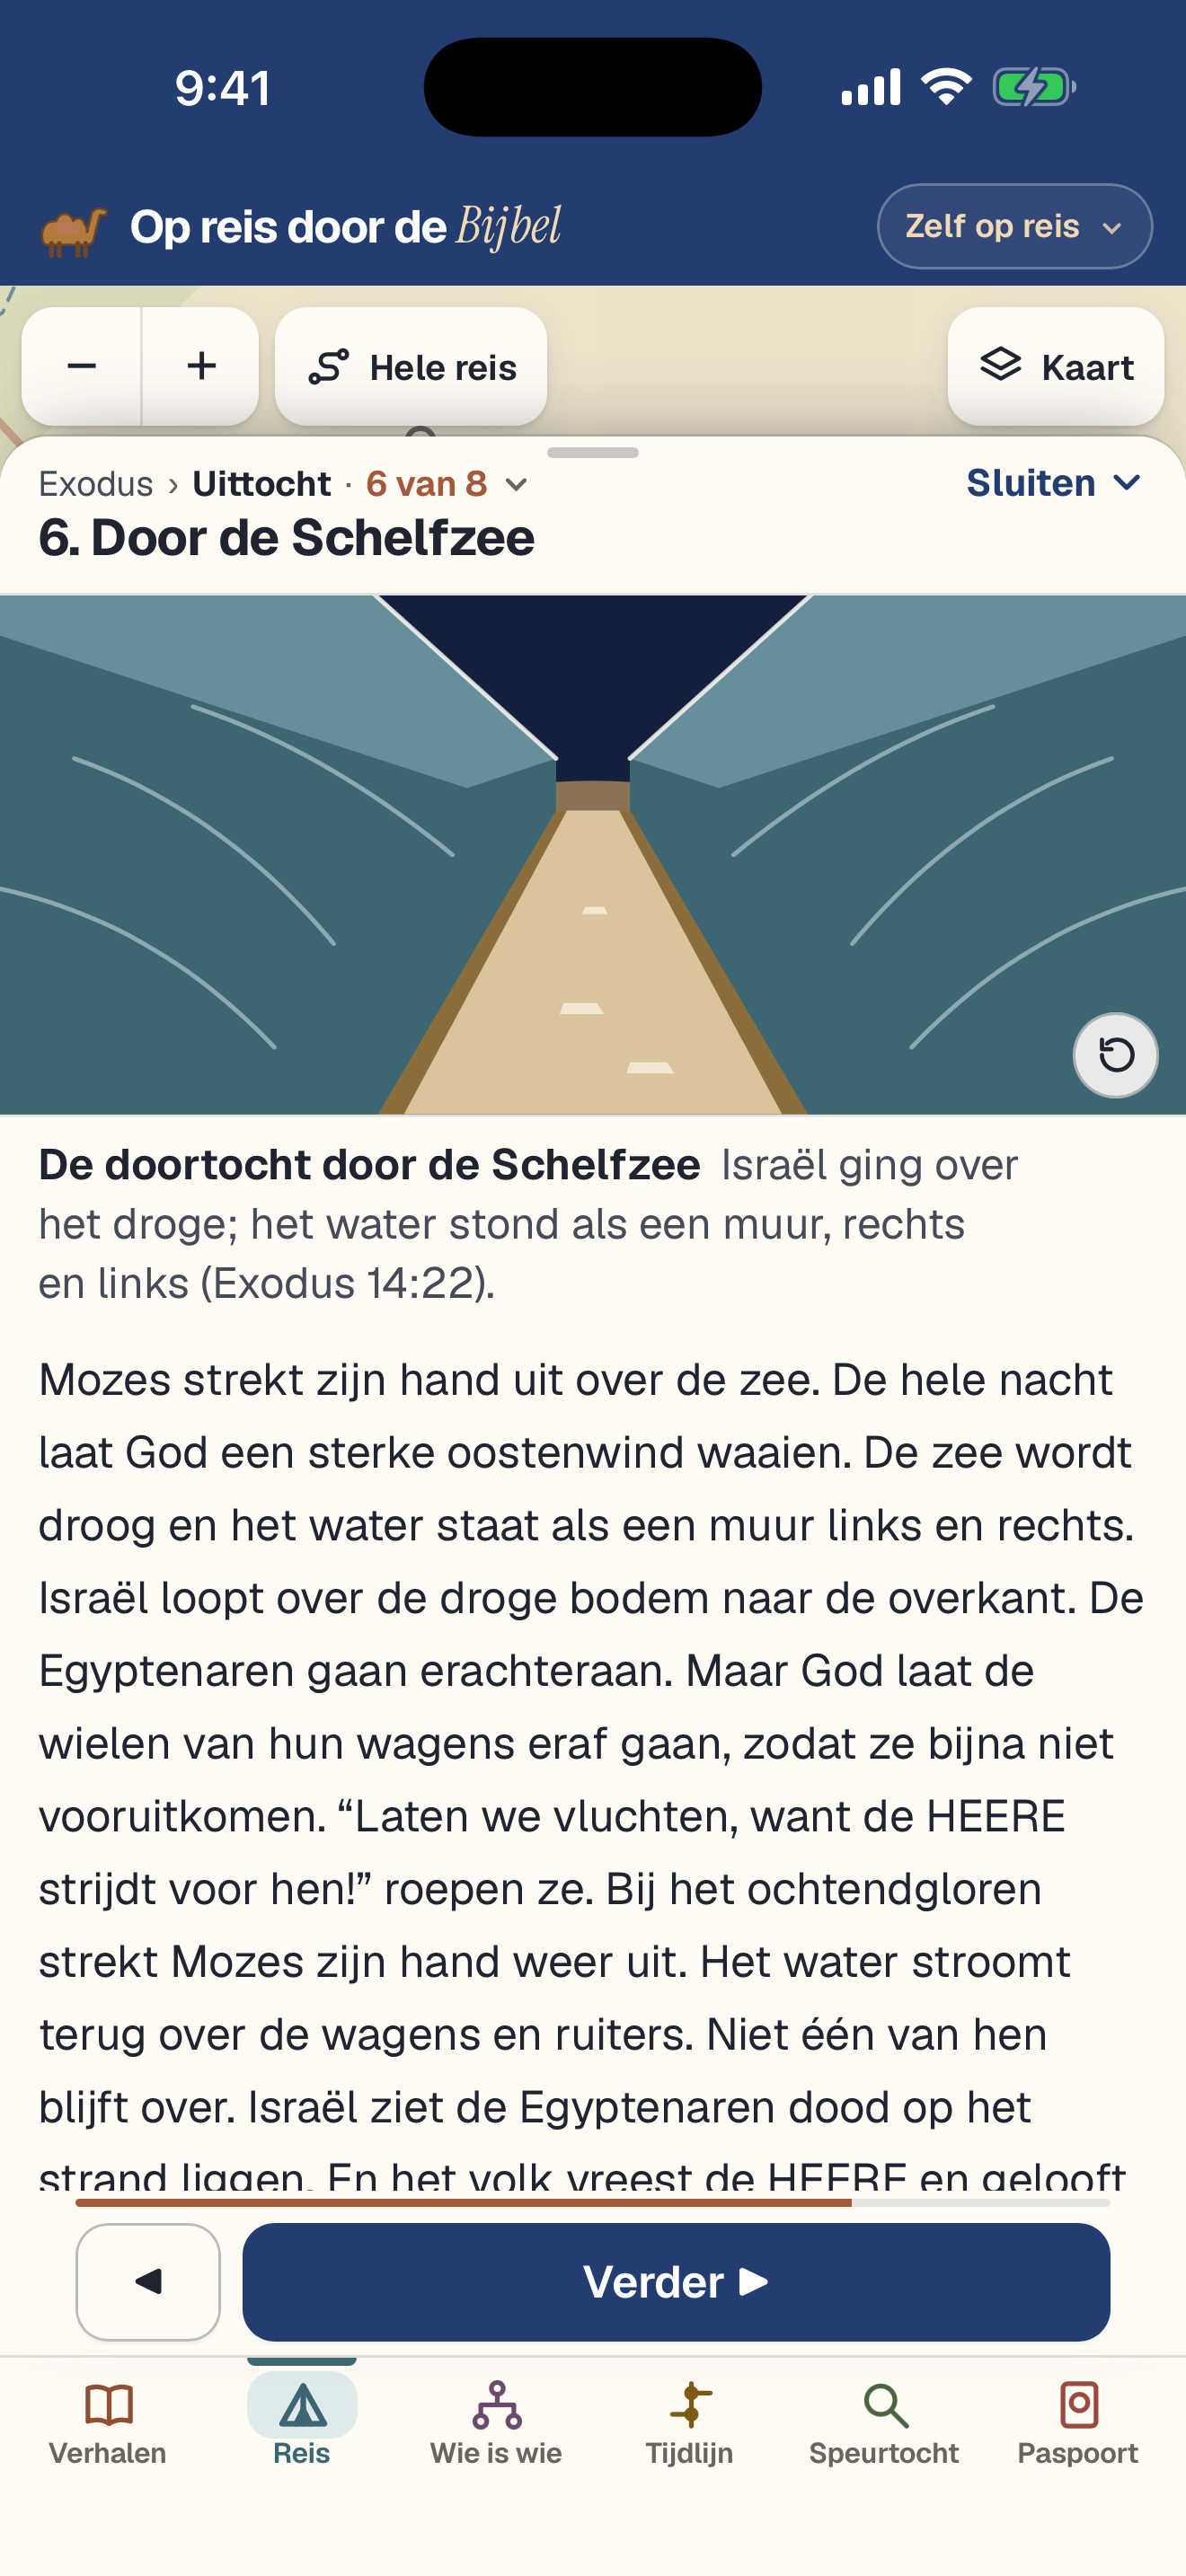 9:41
Op reis door de Bijbel
Zelf op reis
− +
Hele reis
Kaart
Exodus › Uittocht · 6 van 8
Sluiten
6. Door de Schelfzee
De doortocht door de Schelfzee Israël ging over
het droge; het water stond als een muur, rechts
en links (Exodus 14:22).
Mozes strekt zijn hand uit over de zee. De hele nacht
laat God een sterke oostenwind waaien. De zee wordt
droog en het water staat als een muur links en rechts.
Israël loopt over de droge bodem naar de overkant. De
Egyptenaren gaan erachteraan. Maar God laat de
wielen van hun wagens eraf gaan, zodat ze bijna niet
vooruitkomen. “Laten we vluchten, want de HEERE
strijdt voor hen!” roepen ze. Bij het ochtendgloren
strekt Mozes zijn hand weer uit. Het water stroomt
terug over de wagens en ruiters. Niet één van hen
blijft over. Israël ziet de Egyptenaren dood op het
strand liggen. En het volk vreest de HEERE en gelooft
Verder
Verhalen
Reis
Wie is wie
Tijdlijn
Speurtocht
Paspoort